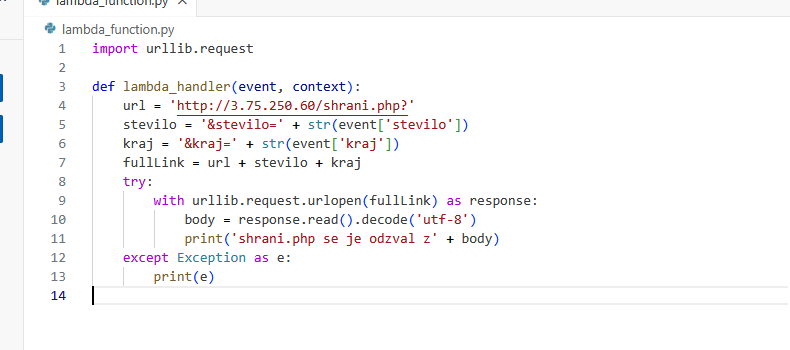 lambda_function.py
lambda_function.py
1 import urllib.request
2
3 def lambda_handler(event, context):
4     url = 'http://3.75.250.60/shrani.php?'
5     stevilo = '&stevilo=' + str(event['stevilo'])
6     kraj = '&kraj=' + str(event['kraj'])
7     fullLink = url + stevilo + kraj
8     try:
9         with urllib.request.urlopen(fullLink) as response:
10             body = response.read().decode('utf-8')
11             print('shrani.php se je odzval z' + body)
12     except Exception as e:
13         print(e)
14